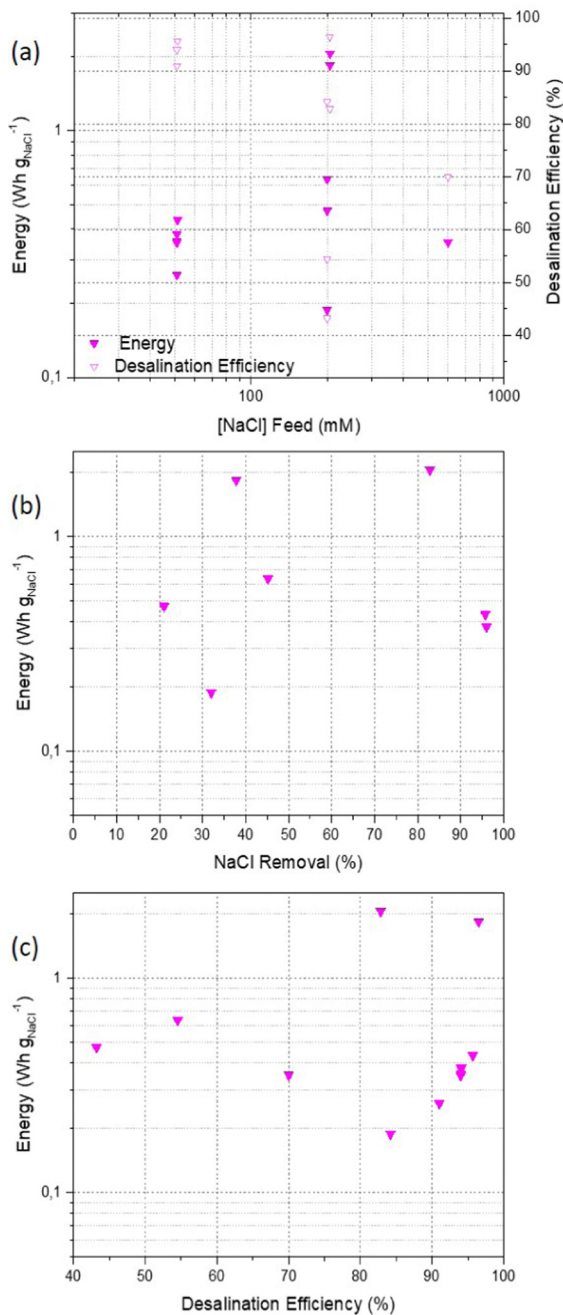 (a)
Energy (Wh gNaCl-1)
1
0,1
100
1000
[NaCl] Feed (mM)
Desalination Efficiency (%)
100
90
80
70
60
50
40
Energy
Desalination Efficiency
(b)
Energy (Wh gNaCl-1)
1
0,1
0 10 20 30 40 50 60 70 80 90 100
NaCl Removal (%)
(c)
Energy (Wh gNaCl-1)
1
0,1
40 50 60 70 80 90 100
Desalination Efficiency (%)